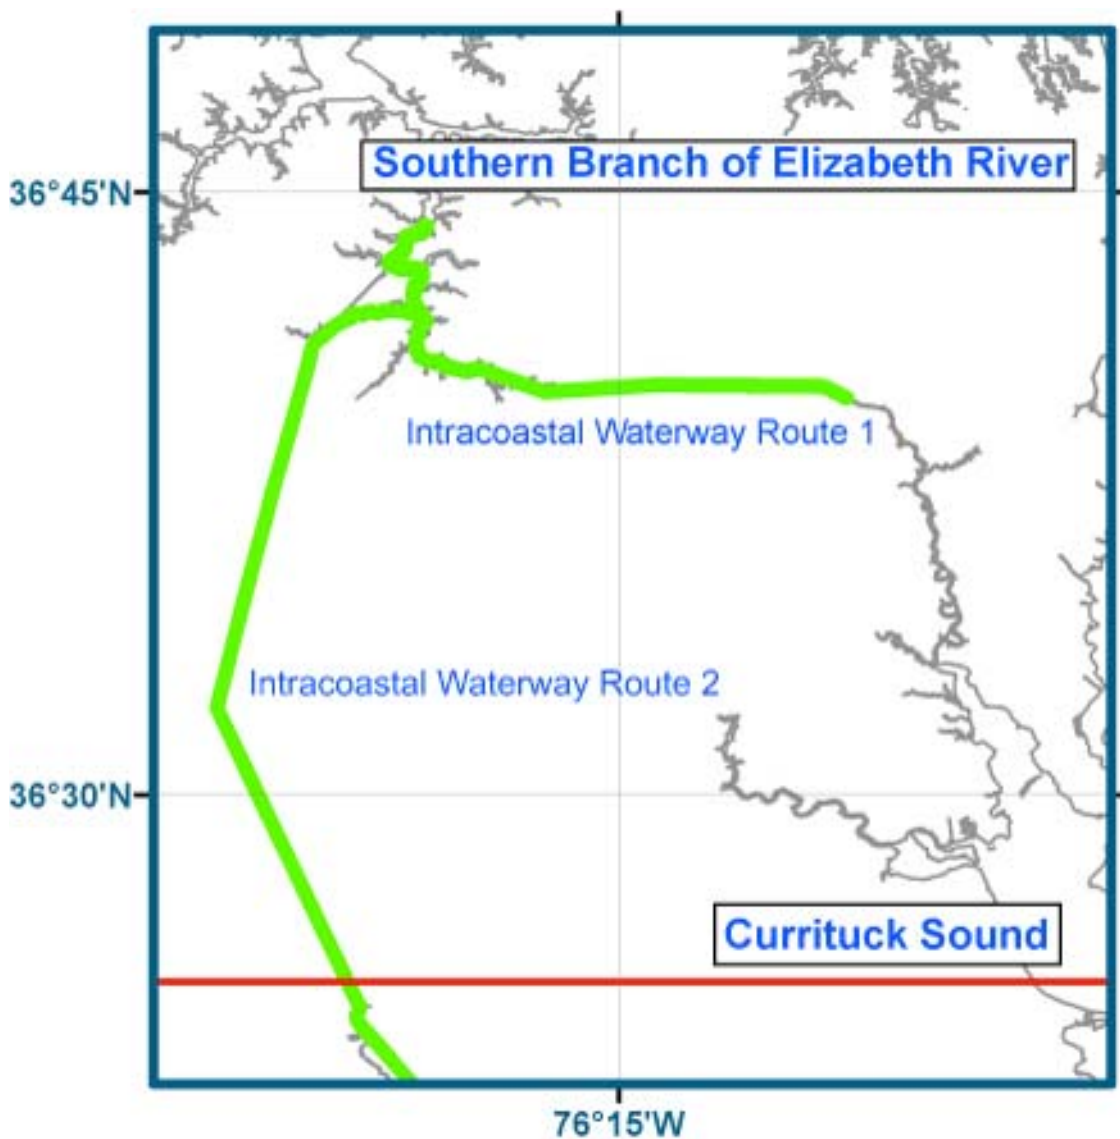 Southern Branch of Elizabeth River
36°45'N
Intracoastal Waterway Route 1
Intracoastal Waterway Route 2
36°30'N
Currituck Sound
76°15'W